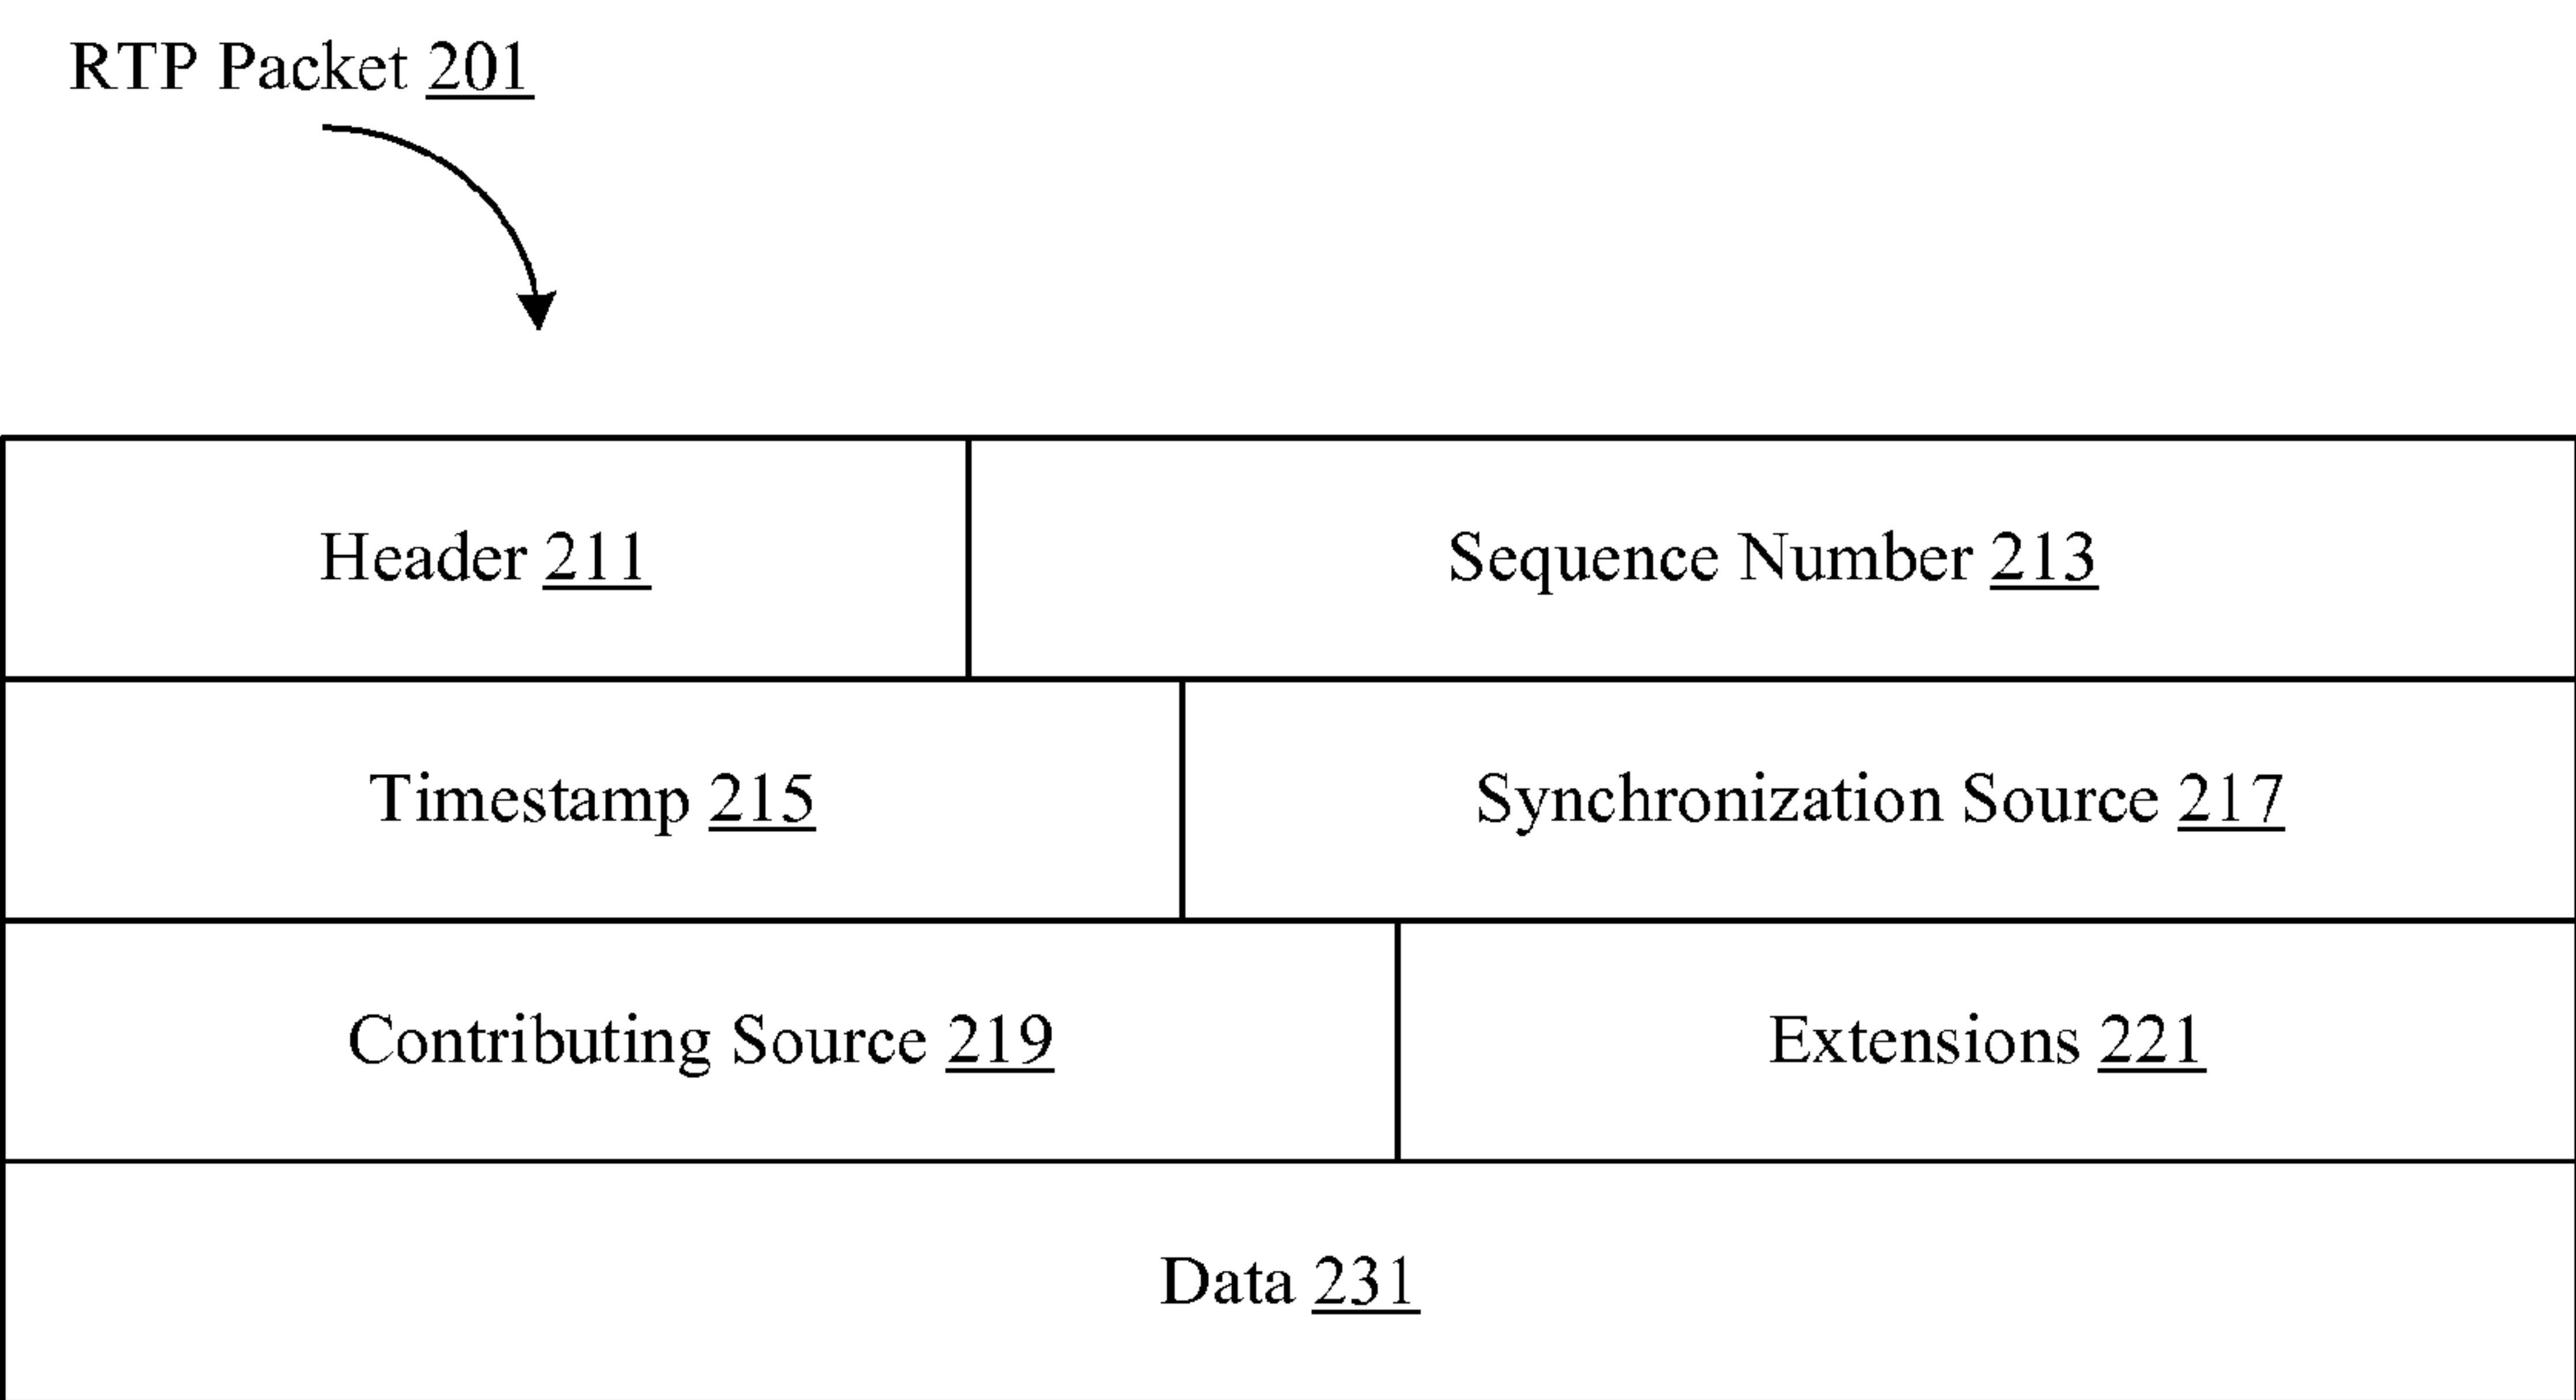 RTP Packet 201
Header 211
Sequence Number 213
Timestamp 215
Synchronization Source 217
Contributing Source 219
Extensions 221
Data 231